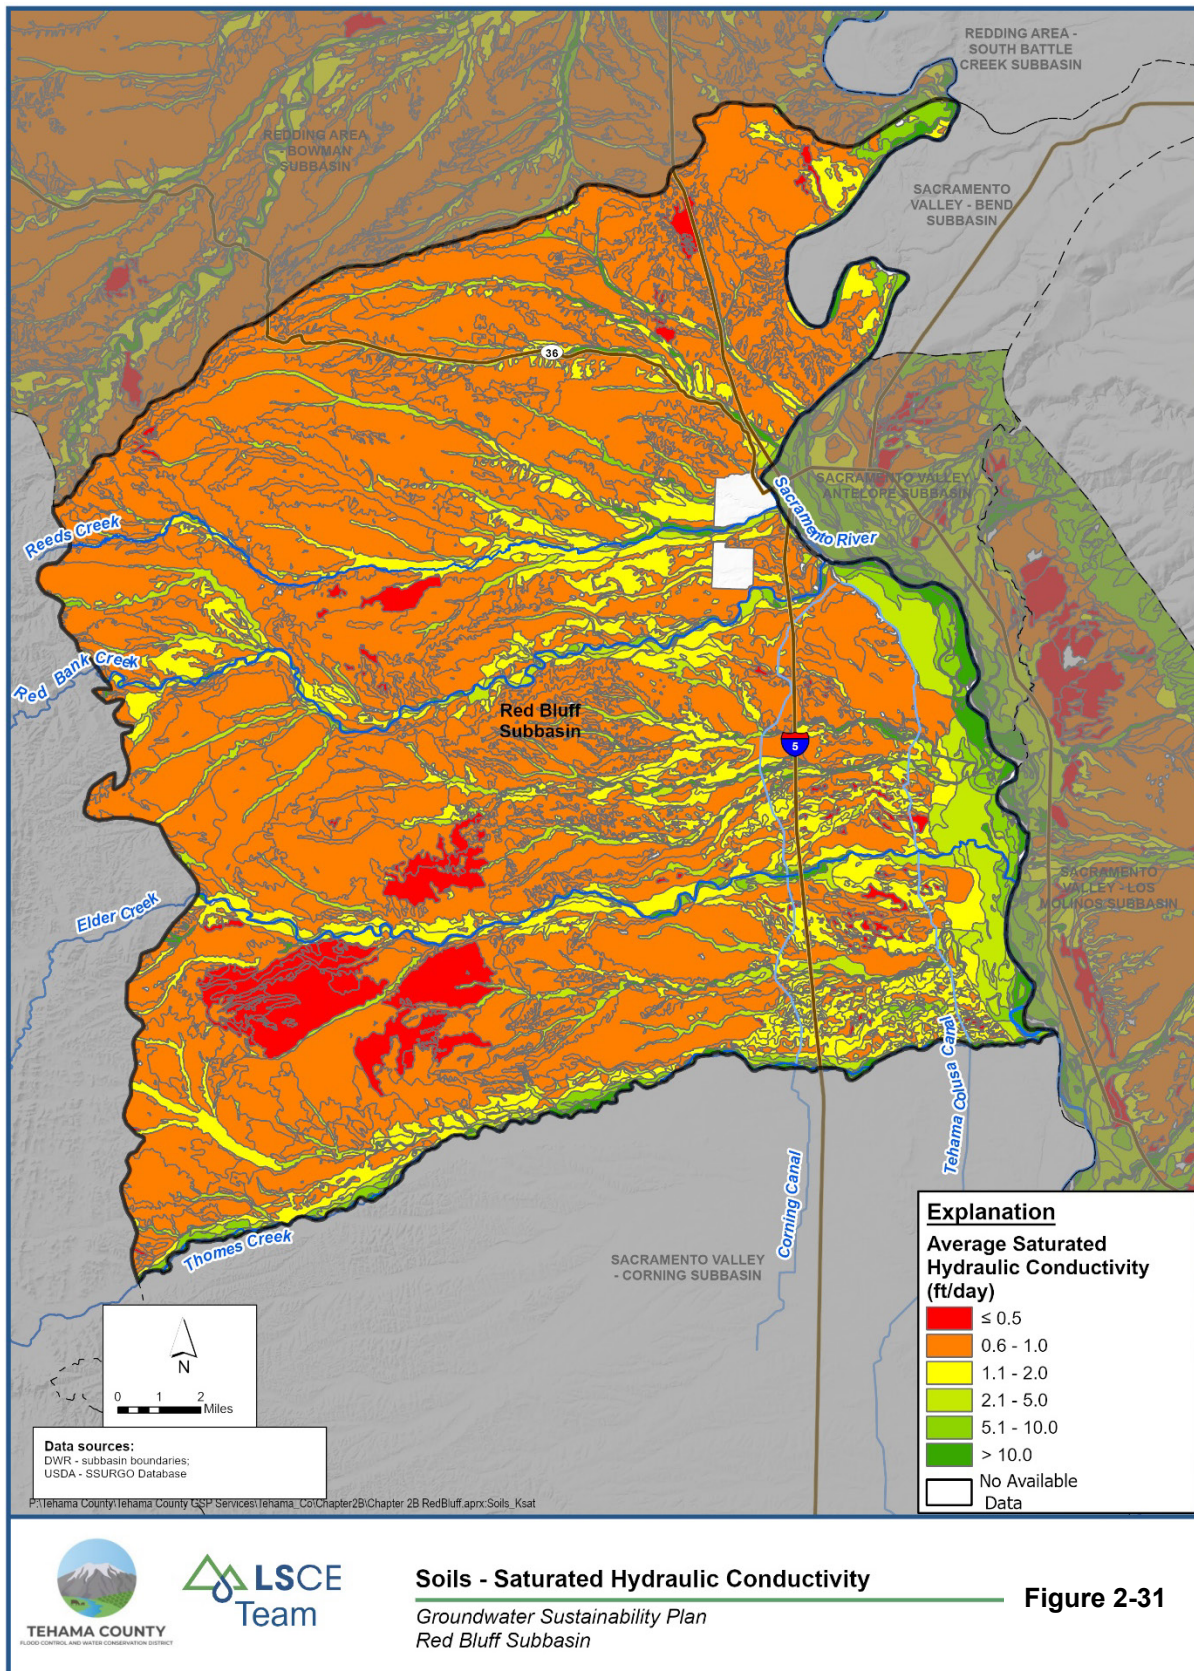 REDDING AREA -
SOUTH BATTLE
CREEK SUBBASIN
REDDING AREA
- BOWMAN
SUBBASIN
SACRAMENTO
VALLEY - BEND
SUBBASIN
36
SACRAMENTO VALLEY -
ANTELOPE SUBBASIN
Sacramento River
Reeds Creek
Red Bank Creek
Red Bluff
Subbasin
5
Elder Creek
SACRAMENTO
VALLEY - LOS
MOLINOS SUBBASIN
Tehama Colusa Canal
Corning Canal
Thomes Creek
SACRAMENTO VALLEY
- CORNING SUBBASIN
N
0 1 2
Miles
Data sources:
DWR - subbasin boundaries;
USDA - SSURGO Database
P:\Tehama County\Tehama County GSP Services\Tehama_Co\Chapter2B\Chapter 2B RedBluff.aprx:Soils_Ksat
Explanation
Average Saturated
Hydraulic Conductivity
(ft/day)
≤ 0.5
0.6 - 1.0
1.1 - 2.0
2.1 - 5.0
5.1 - 10.0
> 10.0
No Available
Data
TEHAMA COUNTY
FLOOD CONTROL AND WATER CONSERVATION DISTRICT
LSCE
Team
Soils - Saturated Hydraulic Conductivity
Groundwater Sustainability Plan
Red Bluff Subbasin
Figure 2-31